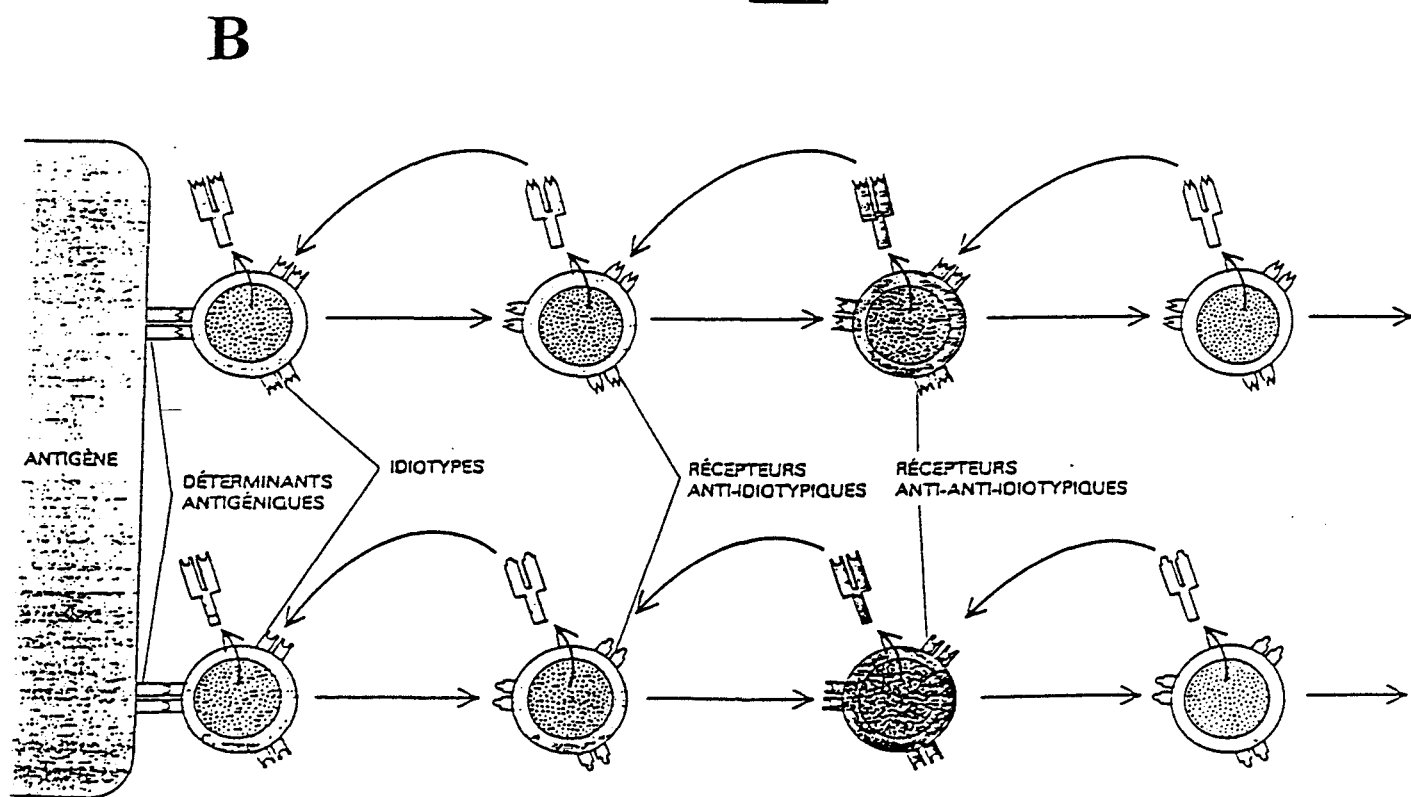 B
ANTIGÈNE
DÉTERMINANTS
ANTIGÉNIQUES
IDIOTYPES
RÉCEPTEURS
ANTI-IDIOTYPIQUES
RÉCEPTEURS
ANTI-ANTI-IDIOTYPIQUES